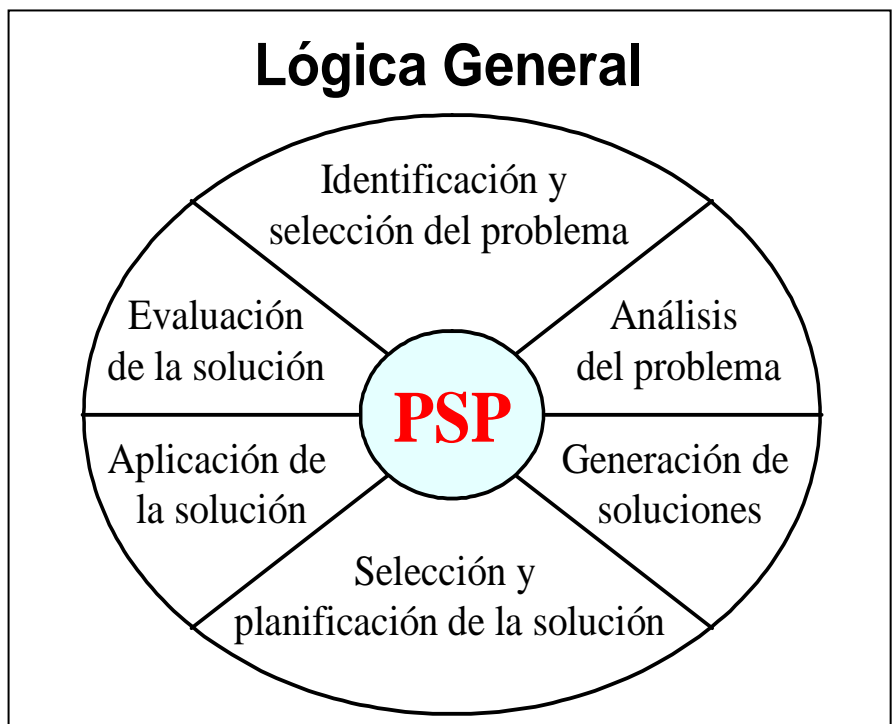 Lógica General
Identificación y
selección del problema
Análisis
del problema
Generación de
soluciones
Selección y
planificación de la solución
Aplicación de
la solución
Evaluación
de la solución
PSP